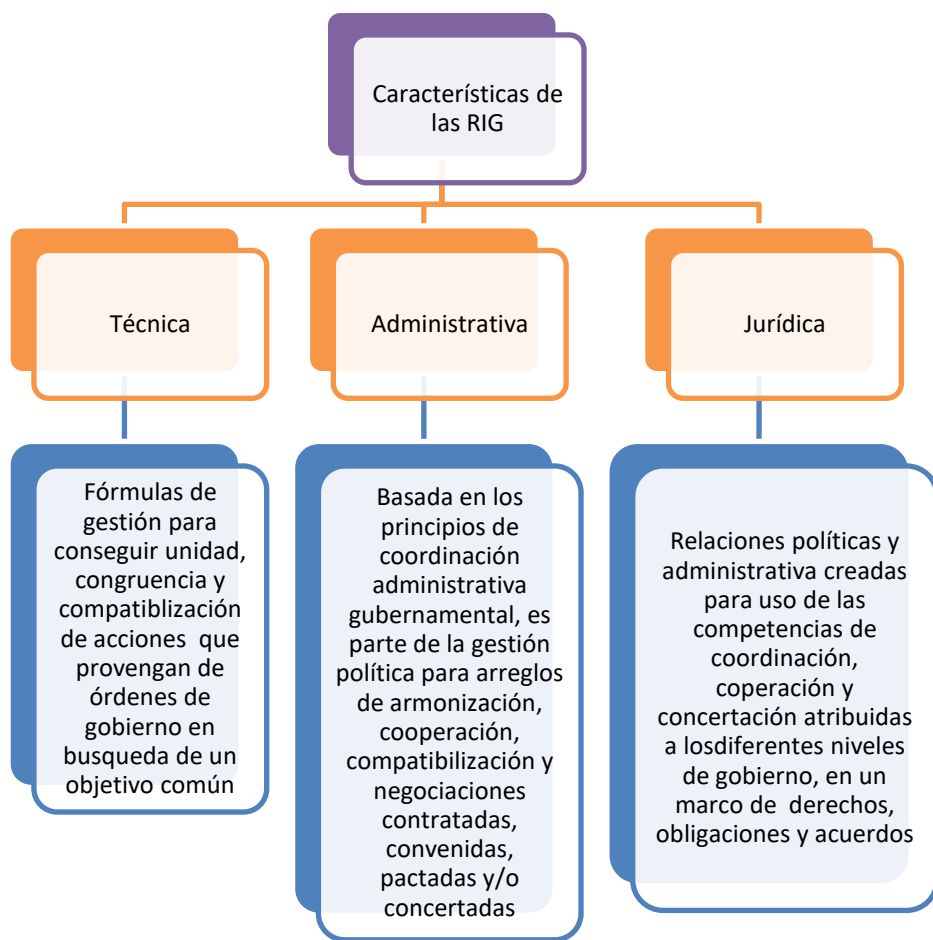 Características de
las RIG
Técnica
Administrativa
Jurídica
Fórmulas de
gestión para
conseguir unidad,
congruencia y
compatiblización
de acciones que
provengan de
órdenes de
gobierno en
busqueda de un
objetivo común
Basada en los
principios de
coordinación
administrativa
gubernamental, es
parte de la gestión
política para arreglos
de armonización,
cooperación,
compatibilización y
negociaciones
contratadas,
convenidas,
pactadas y/o
concertadas
Relaciones políticas y
administrativa creadas
para uso de las
competencias de
coordinación,
coperación y
concertación atribuidas
a losdiferentes niveles
de gobierno, en un
marco de derechos,
obligaciones y acuerdos